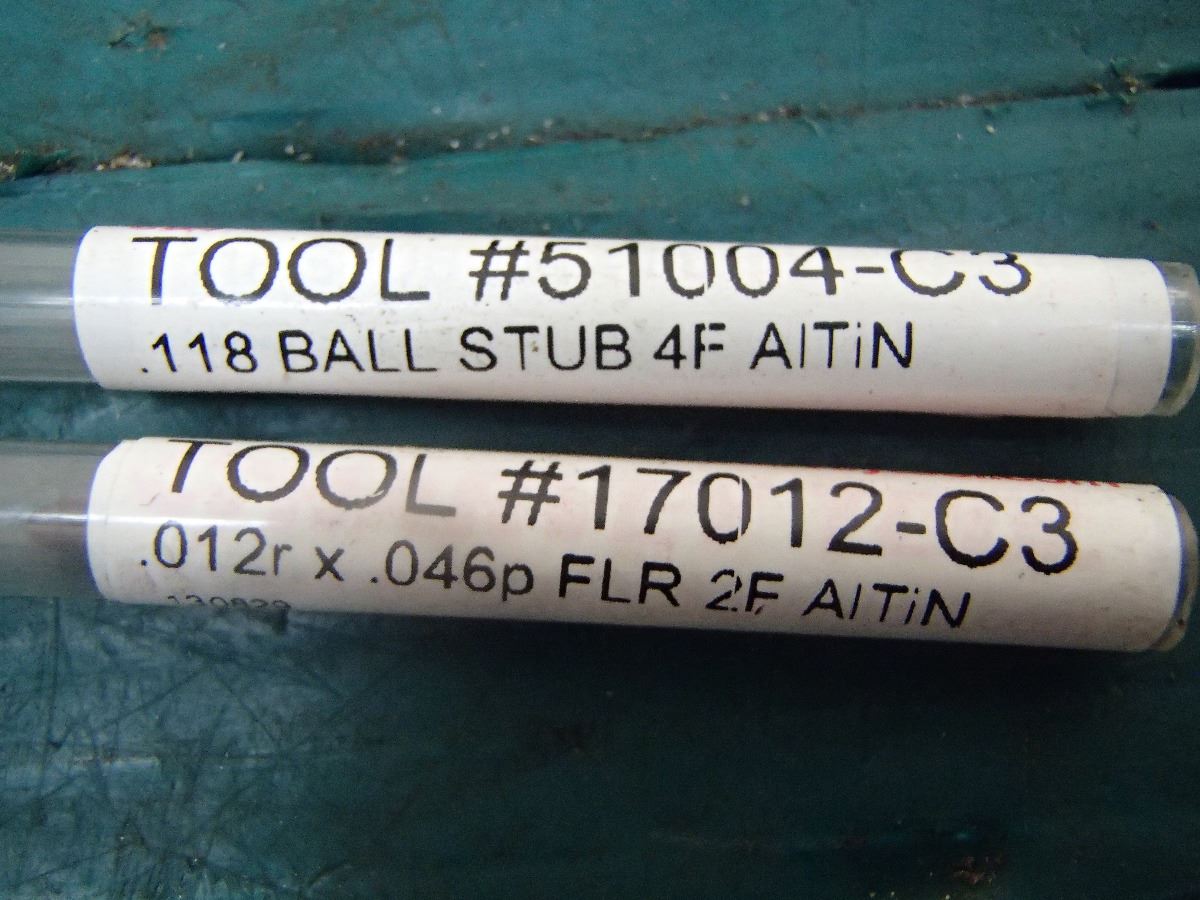 TOOL #51004-C3
.118 BALL STUB 4F AlTiN
TOOL #17012-C3
.012r x .046p FLR 2F AlTiN